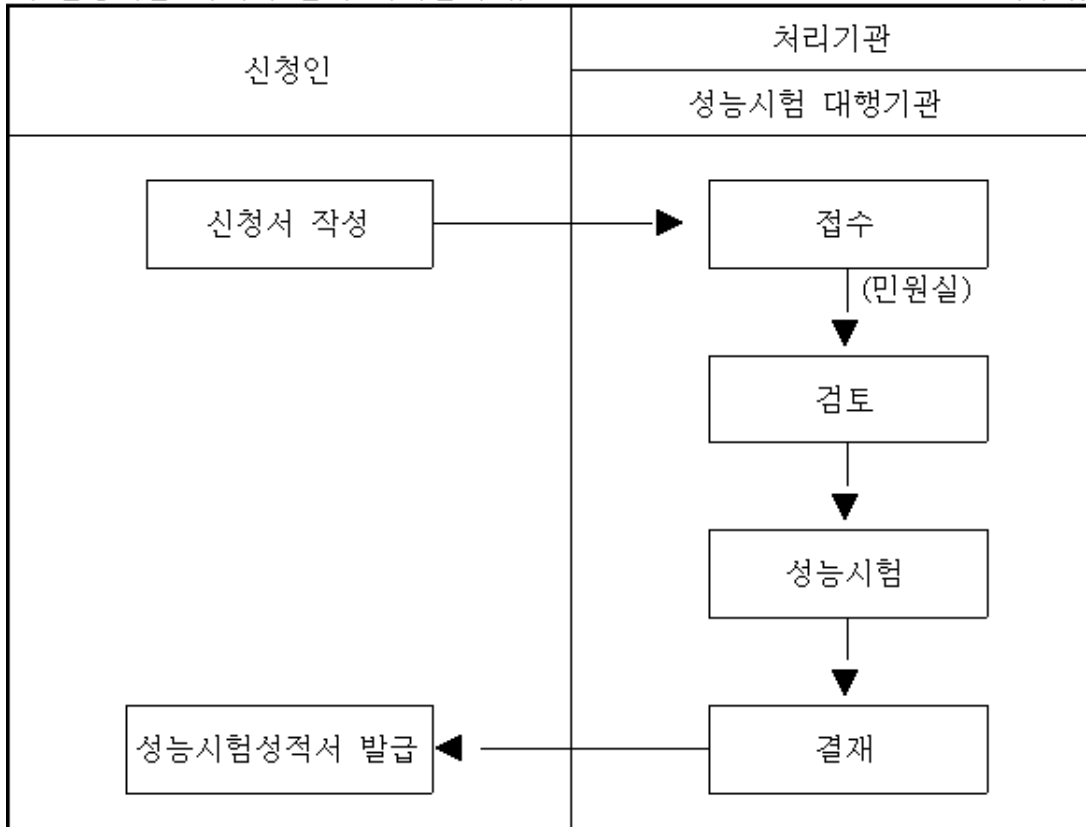 신청인
처리기관
성능시험 대행기관
신청서 작성
접수
(민원실)
검토
성능시험
성능시험성적서 발급
결재